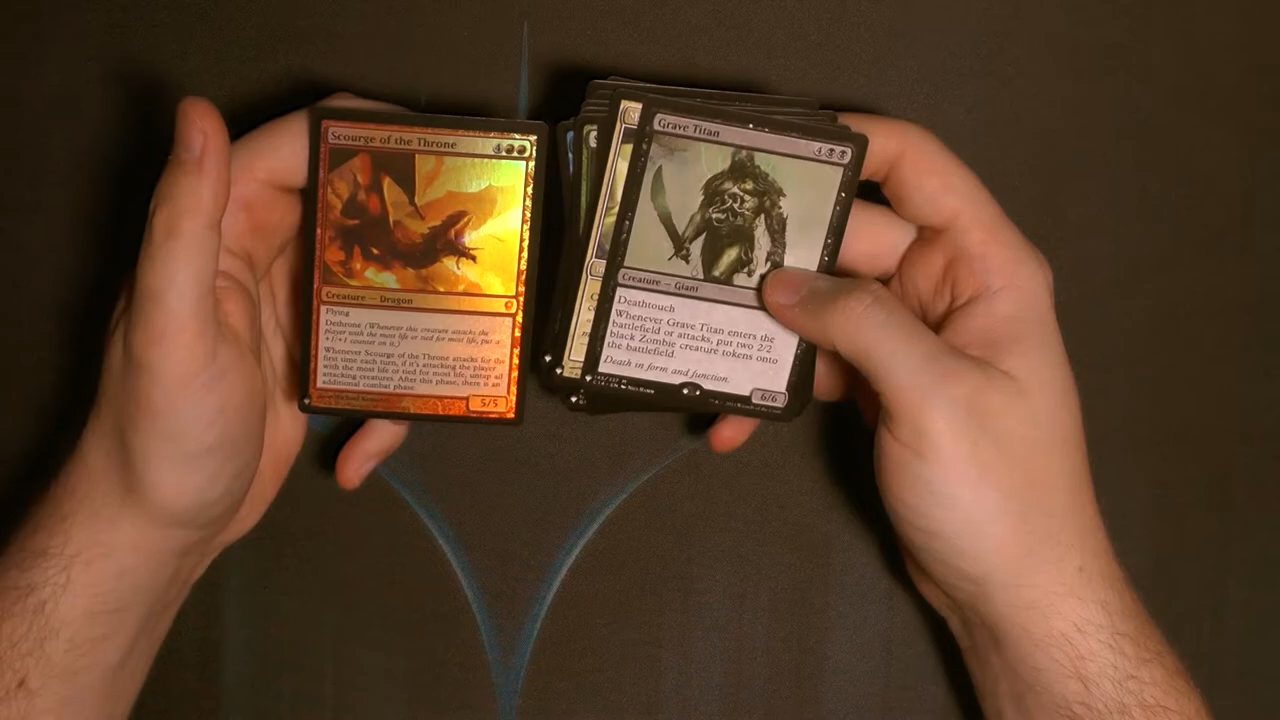 Scourge of the Throne
4
Creature — Dragon
Flying
Dethrone (Whenever this creature attacks the
player with the most life or tied for most life, put a
+1/+1 counter on it.)
Whenever Scourge of the Throne attacks for the
first time each turn, if it's attacking the player
with the most life or tied for most life, untap all
attacking creatures. After this phase, there is an
additional combat phase.
5/5
Grave Titan
4
Creature — Giant
Deathtouch
Whenever Grave Titan enters the
battlefield or attacks, put two 2/2
black Zombie creature tokens onto
the battlefield.
Death in form and function.
6/6